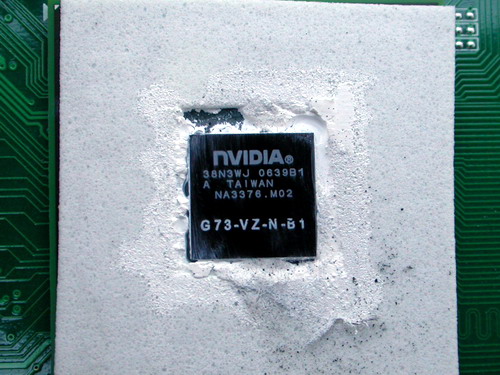 NVIDIA®
38N3WJ 0639B1
A TAIWAN
NA3376.M02
G73-VZ-N-B1